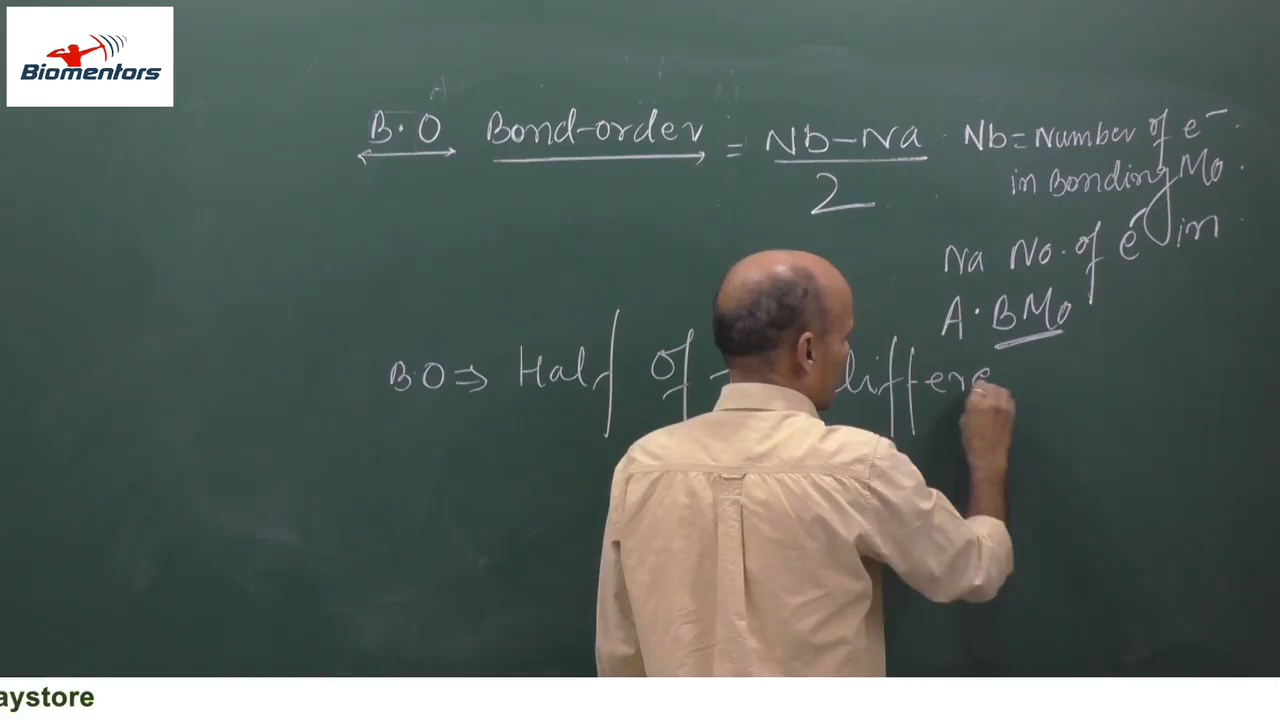 Biomentors
B.O Bond-order = Nb-Na
2
Nb = Number of e⁻
in Bonding Mo.
Na No. of e⁻ in
A. BMo
B.O ⇒ Half of differe
aystore